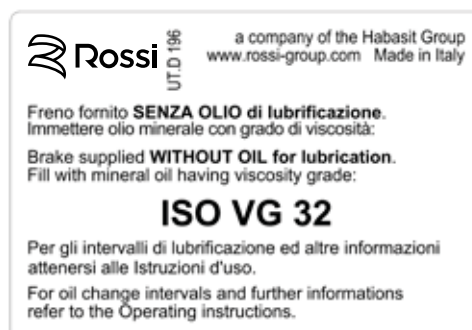 Rossi
UT.D 196
a company of the Habasit Group
www.rossi-group.com Made in Italy
Freno fornito SENZA OLIO di lubrificazione.
Immettere olio minerale con grado di viscosità:
Brake supplied WITHOUT OIL for lubrication.
Fill with mineral oil having viscosity grade:
ISO VG 32
Per gli intervalli di lubrificazione ed altre informazioni
attenersi alle Istruzioni d'uso.
For oil change intervals and further informations
refer to the Operating instructions.